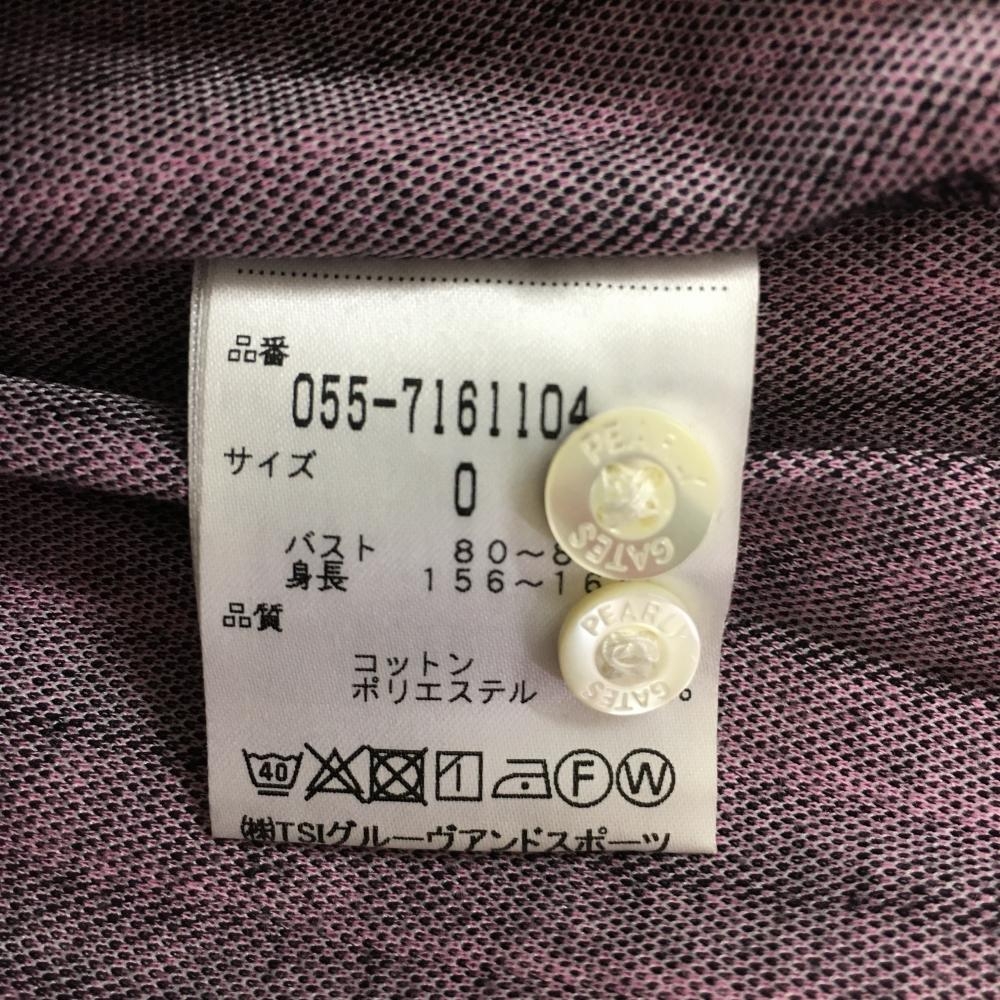 品番
055-7161104
サイズ
0
バスト 80～8
身長 156～16
品質
コットン
ポリエステル
40 F W
㈱TSIグルーヴアンドスポーツ
PEARLY
GATES
PEARLY
GATES